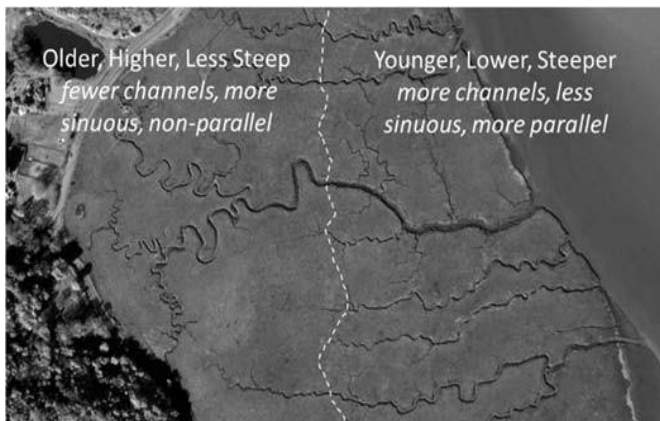 Older, Higher, Less Steep
fewer channels, more
sinuous, non-parallel
Younger, Lower, Steeper
more channels, less
sinuous, more parallel